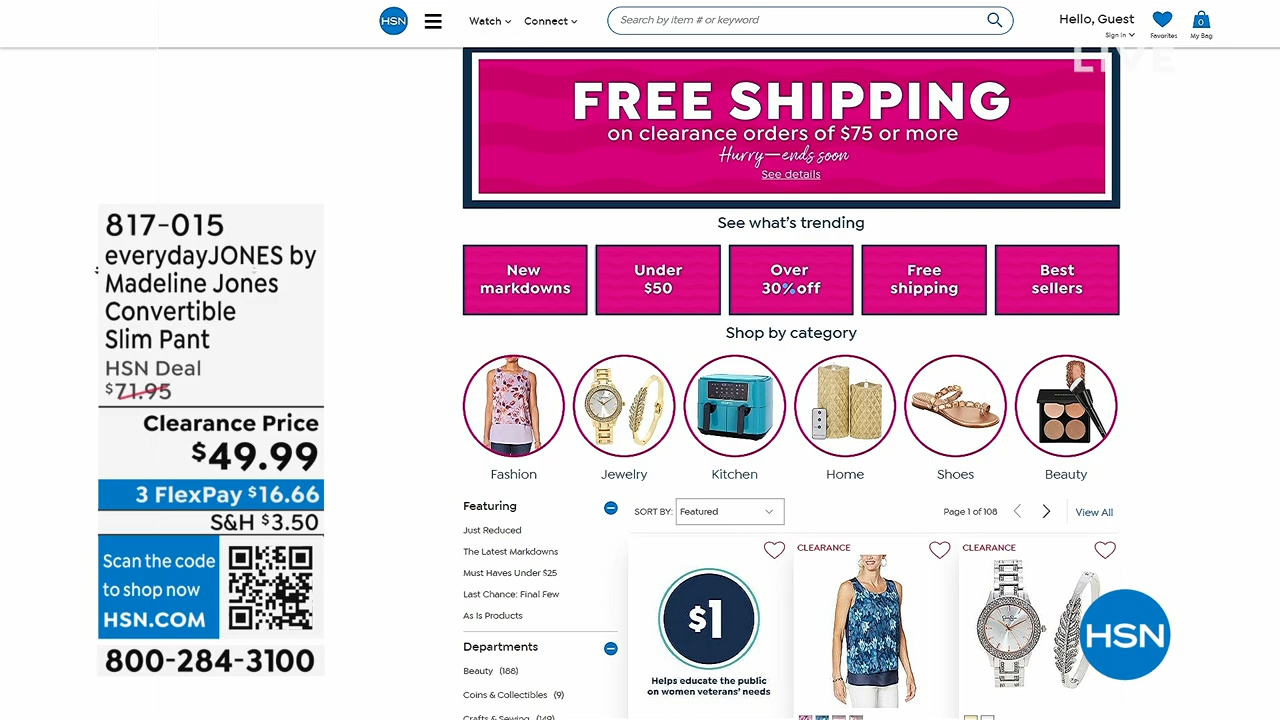 HSN
Watch
Connect
Search by item # or keyword
Hello, Guest
Sign In
Favorites
0
My Bag
LIVE
FREE SHIPPING
on clearance orders of $75 or more
Hurry—ends soon
See details
See what's trending
New
markdowns
Under
$50
Over
30% off
Free
shipping
Best
sellers
Shop by category
Fashion
Jewelry
Kitchen
Home
Shoes
Beauty
Featuring
Just Reduced
The Latest Markdowns
Must Haves Under $25
Last Chance: Final Few
As Is Products
Departments
Beauty (188)
Coins & Collectibles (9)
Crafts & Sewing (149)
SORT BY: Featured
Page 1 of 108
View All
$1
Helps educate the public
on women veterans' needs
CLEARANCE
CLEARANCE
HSN
817-015
everydayJONES by
Madeline Jones
Convertible
Slim Pant
HSN Deal
$71.95
Clearance Price
$49.99
3 FlexPay $16.66
S&H $3.50
Scan the code
to shop now
HSN.COM
800-284-3100